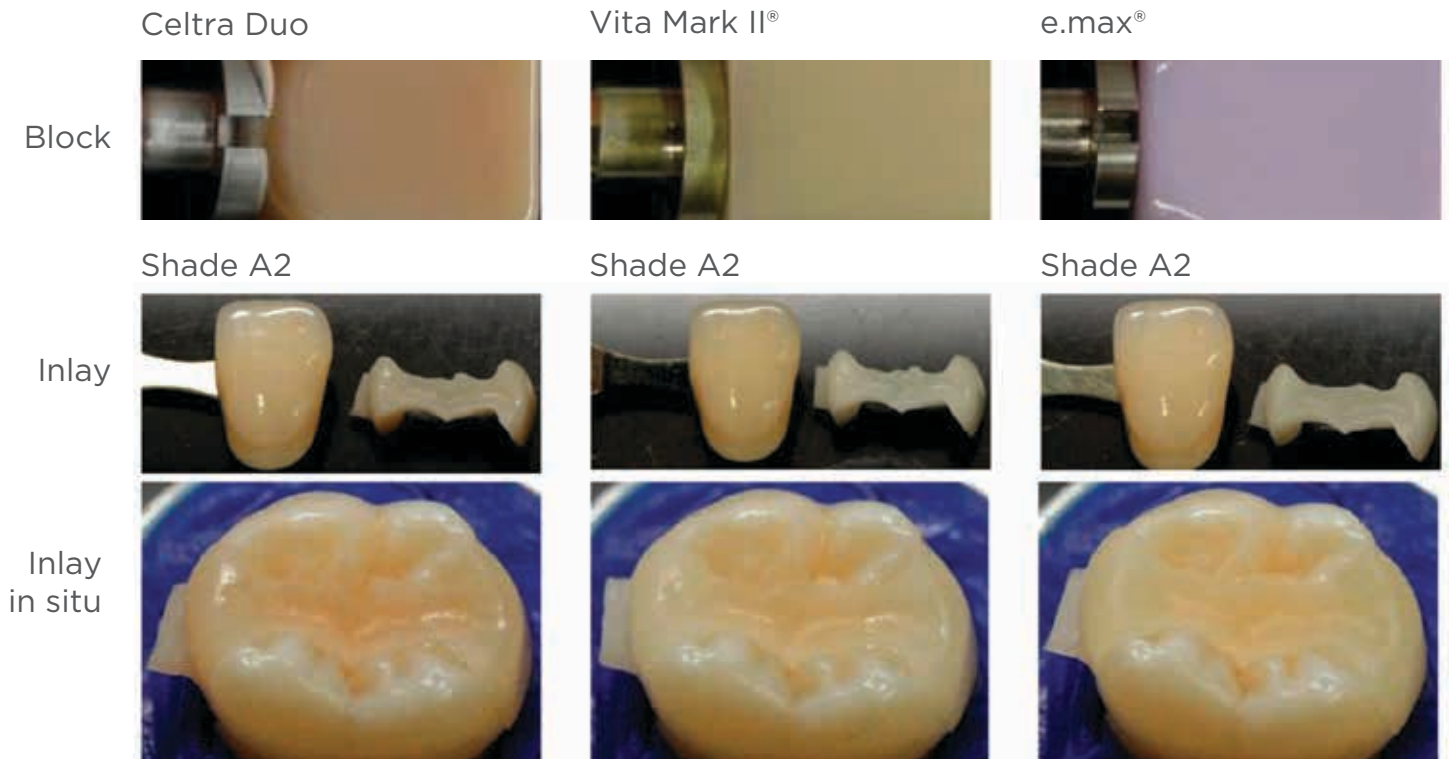 Celtra Duo
Vita Mark II®
e.max®
Block
Shade A2
Shade A2
Shade A2
Inlay
Inlay
in situ